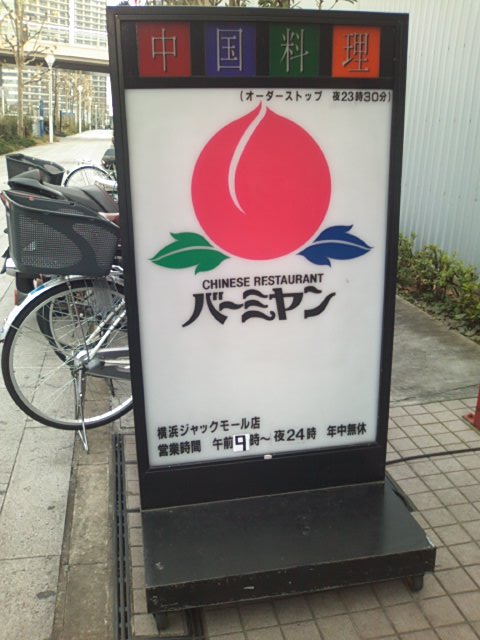 中国料理
(オーダーストップ 夜23時30分)
CHINESE RESTAURANT
バーミヤン
横浜ジャックモール店
営業時間 午前9時〜夜24時 年中無休